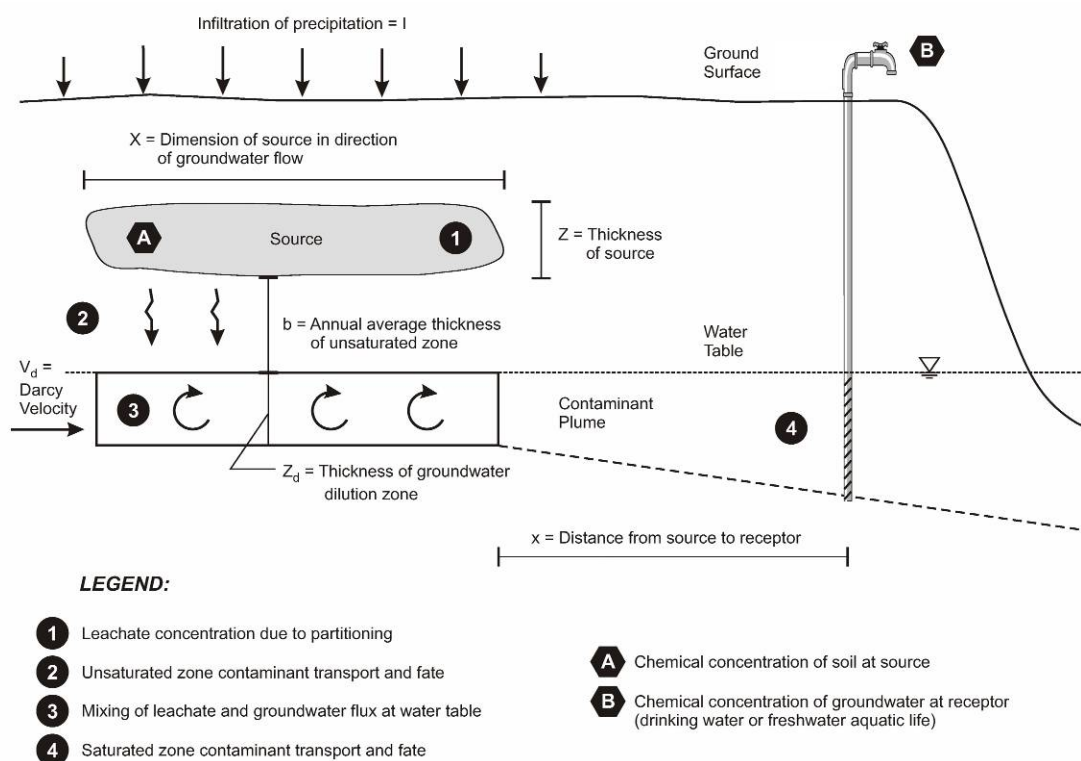 Infiltration of precipitation = I
Ground
Surface
B
X = Dimension of source in direction
of groundwater flow
A
Source
1
Z = Thickness
of source
2
b = Annual average thickness
of unsaturated zone
Water
Table
V_d =
Darcy
Velocity
3
Contaminant
Plume
4
Z_d = Thickness of groundwater
dilution zone
x = Distance from source to receptor
LEGEND:
1 Leachate concentration due to partitioning
2 Unsaturated zone contaminant transport and fate
3 Mixing of leachate and groundwater flux at water table
4 Saturated zone contaminant transport and fate
A Chemical concentration of soil at source
B Chemical concentration of groundwater at receptor
(drinking water or freshwater aquatic life)